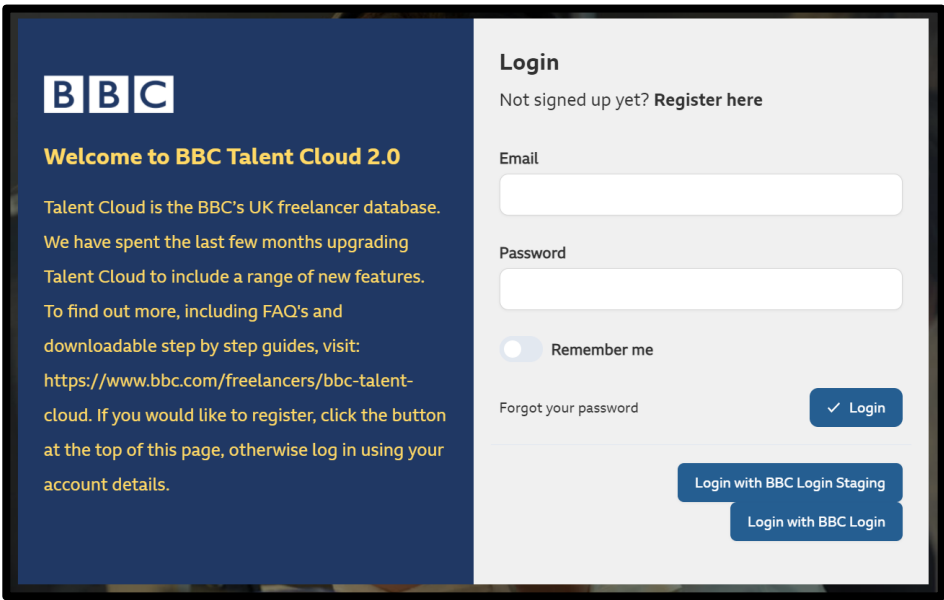 BBC
Welcome to BBC Talent Cloud 2.0
Talent Cloud is the BBC's UK freelancer database.
We have spent the last few months upgrading
Talent Cloud to include a range of new features.
To find out more, including FAQ's and
downloadable step by step guides, visit:
https://www.bbc.com/freelancers/bbc-talent-
cloud. If you would like to register, click the button
at the top of this page, otherwise log in using your
account details.
Login
Not signed up yet? Register here
Email
Password
Remember me
Forgot your password
Login
Login with BBC Login Staging
Login with BBC Login